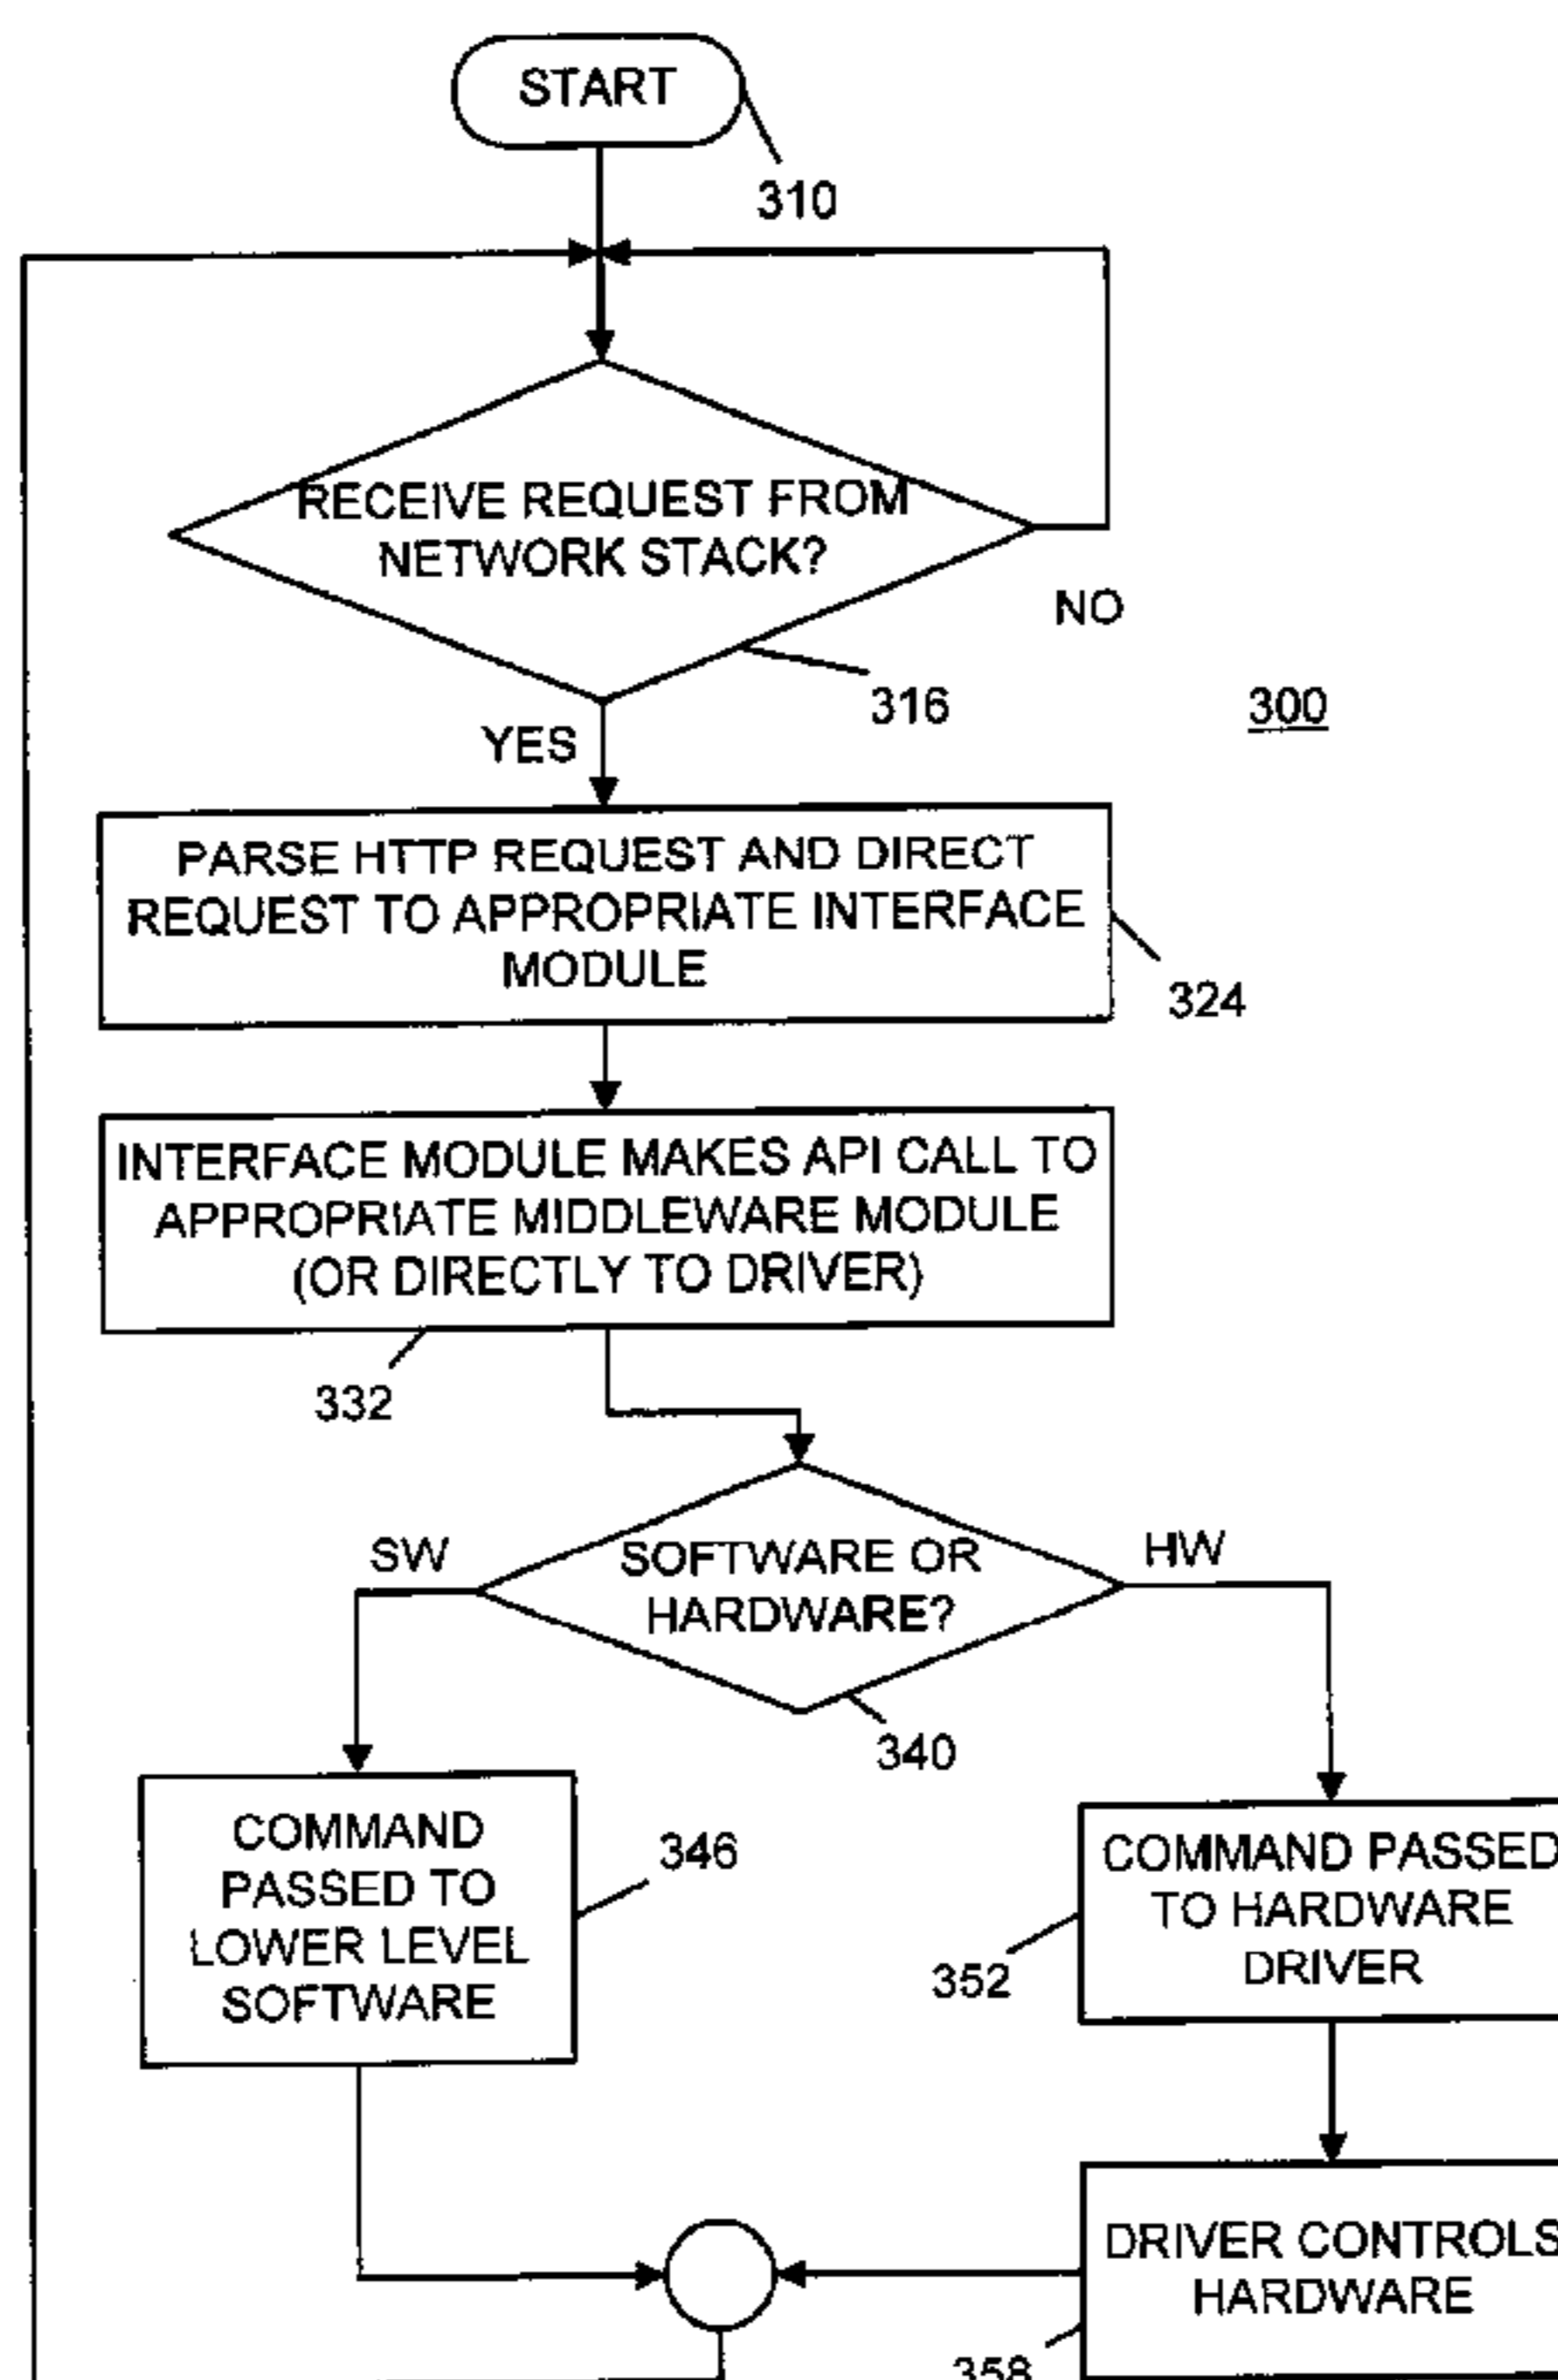 START
310
RECEIVE REQUEST FROM
NETWORK STACK?
NO
316
300
YES
PARSE HTTP REQUEST AND DIRECT
REQUEST TO APPROPRIATE INTERFACE
MODULE
324
INTERFACE MODULE MAKES API CALL TO
APPROPRIATE MIDDLEWARE MODULE
(OR DIRECTLY TO DRIVER)
332
SW
SOFTWARE OR
HARDWARE?
HW
340
COMMAND
PASSED TO
LOWER LEVEL
SOFTWARE
346
COMMAND PASSED
TO HARDWARE
DRIVER
352
DRIVER CONTROLS
HARDWARE
358